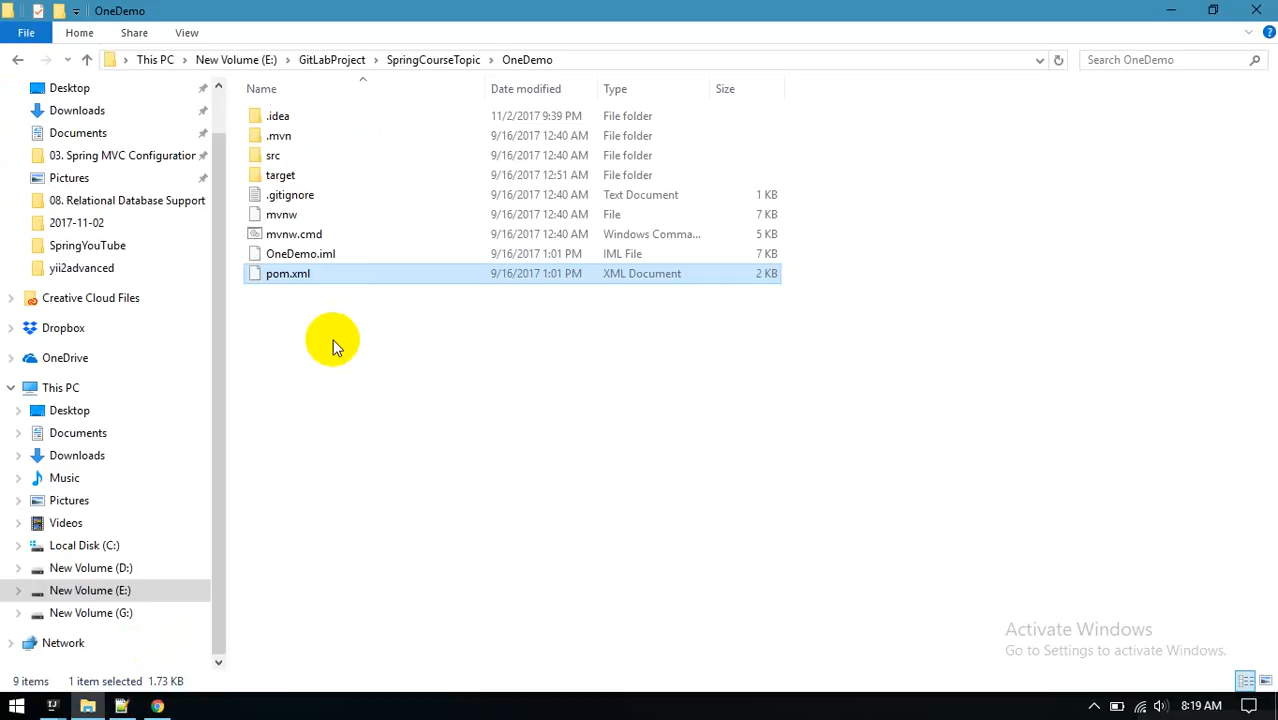 OneDemo
File Home Share View
This PC New Volume (E:) GitLabProject SpringCourseTopic OneDemo Search OneDemo
Name Date modified Type Size
Desktop
Downloads
Documents
03. Spring MVC Configuration
Pictures
08. Relational Database Support
2017-11-02
SpringYouTube
yii2advanced
Creative Cloud Files
Dropbox
OneDrive
This PC
Desktop
Documents
Downloads
Music
Pictures
Videos
Local Disk (C:)
New Volume (D:)
New Volume (E:)
New Volume (G:)
Network
.idea 11/2/2017 9:39 PM File folder
.mvn 9/16/2017 12:40 AM File folder
src 9/16/2017 12:40 AM File folder
target 9/16/2017 12:51 AM File folder
.gitignore 9/16/2017 12:40 AM Text Document 1 KB
mvnw 9/16/2017 12:40 AM File 7 KB
mvnw.cmd 9/16/2017 12:40 AM Windows Comma... 5 KB
OneDemo.iml 9/16/2017 1:01 PM IML File 7 KB
pom.xml 9/16/2017 1:01 PM XML Document 2 KB
Activate Windows
Go to Settings to activate Windows.
9 items 1 item selected 1.73 KB
8:19 AM